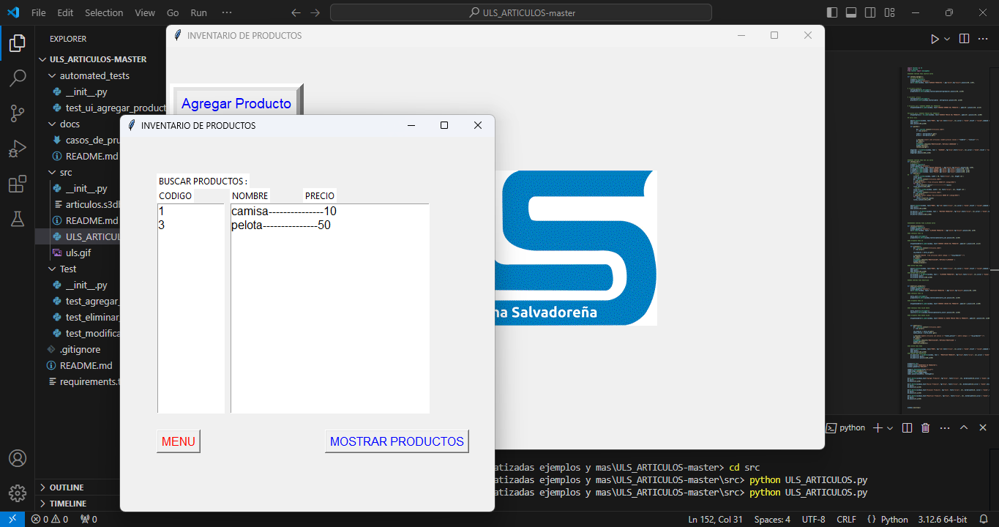 File Edit Selection View Go Run ··· ULS_ARTICULOS-master
EXPLORER
ULS_ARTICULOS-MASTER
automated_tests
__init__.py
test_ui_agregar_product
docs
casos_de_pru
README.md
src
__init__.py
articulos.s3d
README.md
ULS_ARTICUL
uls.gif
Test
__init__.py
test_agregar_
test_eliminar_
test_modifica
.gitignore
README.md
requirements.t
OUTLINE
TIMELINE
INVENTARIO DE PRODUCTOS
Agregar Producto
na Salvadoreña
INVENTARIO DE PRODUCTOS
BUSCAR PRODUCTOS :
CODIGO NOMBRE PRECIO
1 camisa---------------10
3 pelota---------------50
MENU MOSTRAR PRODUCTOS
python
atizadas ejemplos y mas\ULS_ARTICULOS-master> cd src
atizadas ejemplos y mas\ULS_ARTICULOS-master\src> python ULS_ARTICULOS.py
atizadas ejemplos y mas\ULS_ARTICULOS-master\src> python ULS_ARTICULOS.py
0 0 0 Ln 152, Col 31 Spaces: 4 UTF-8 CRLF {} Python 3.12.6 64-bit